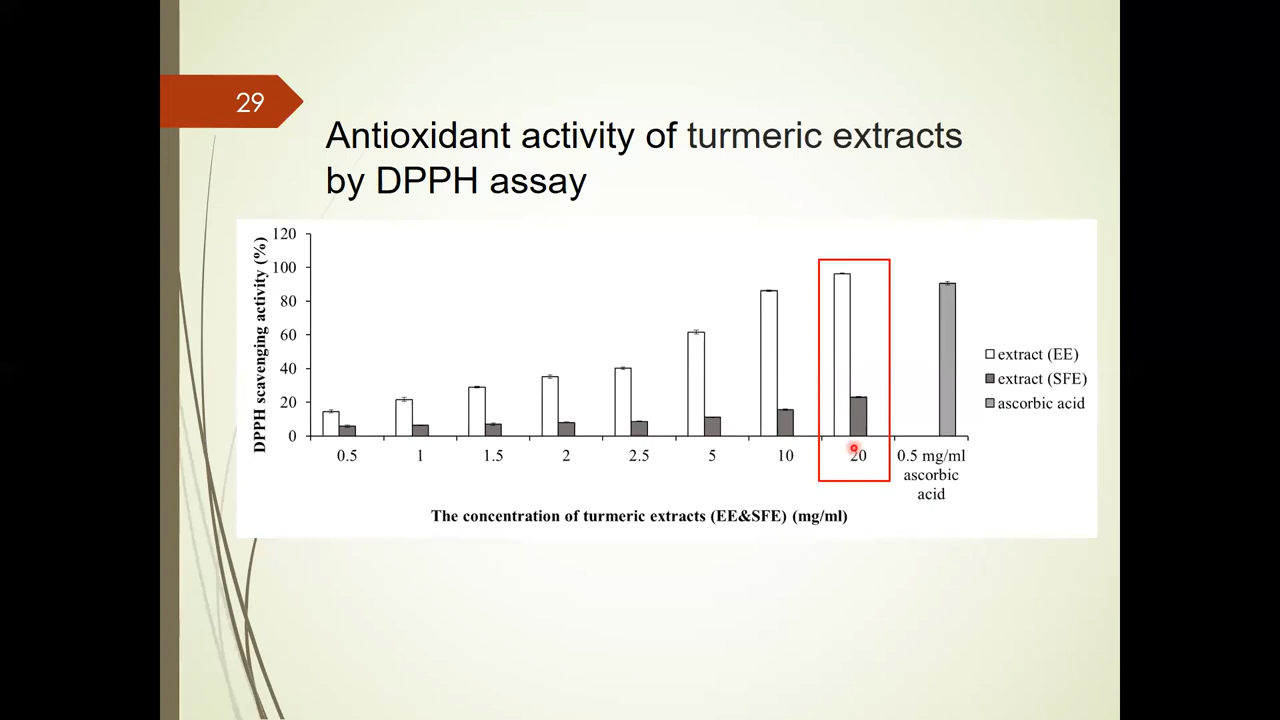 29
Antioxidant activity of turmeric extracts
by DPPH assay
DPPH scavenging activity (%)
120
100
80
60
40
20
0
0.5 1 1.5 2 2.5 5 10 20 0.5 mg/ml
ascorbic
acid
The concentration of turmeric extracts (EE&SFE) (mg/ml)
extract (EE)
extract (SFE)
ascorbic acid